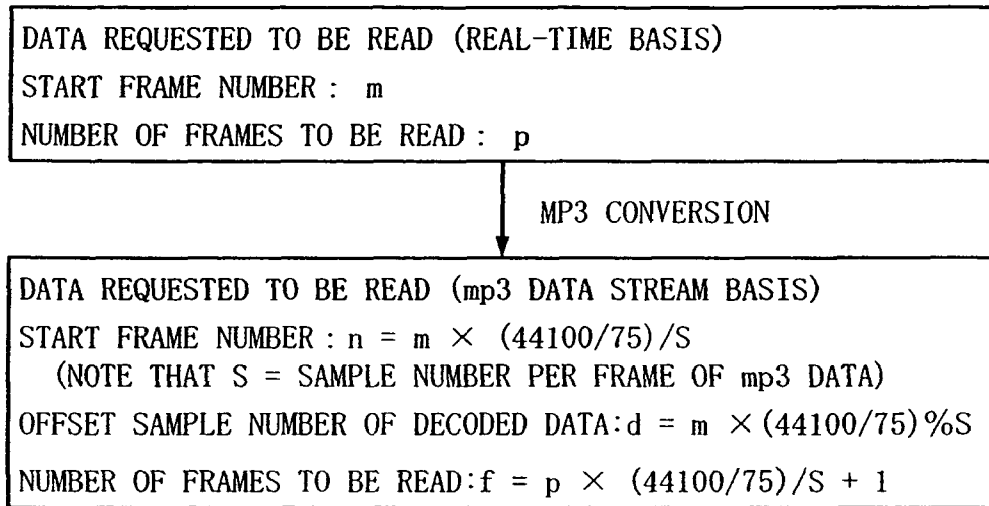 DATA REQUESTED TO BE READ (REAL-TIME BASIS)
START FRAME NUMBER : m
NUMBER OF FRAMES TO BE READ : p
MP3 CONVERSION
DATA REQUESTED TO BE READ (mp3 DATA STREAM BASIS)
START FRAME NUMBER : n = m × (44100/75)/S
(NOTE THAT S = SAMPLE NUMBER PER FRAME OF mp3 DATA)
OFFSET SAMPLE NUMBER OF DECODED DATA:d = m ×(44100/75)%S
NUMBER OF FRAMES TO BE READ:f = p × (44100/75)/S + 1